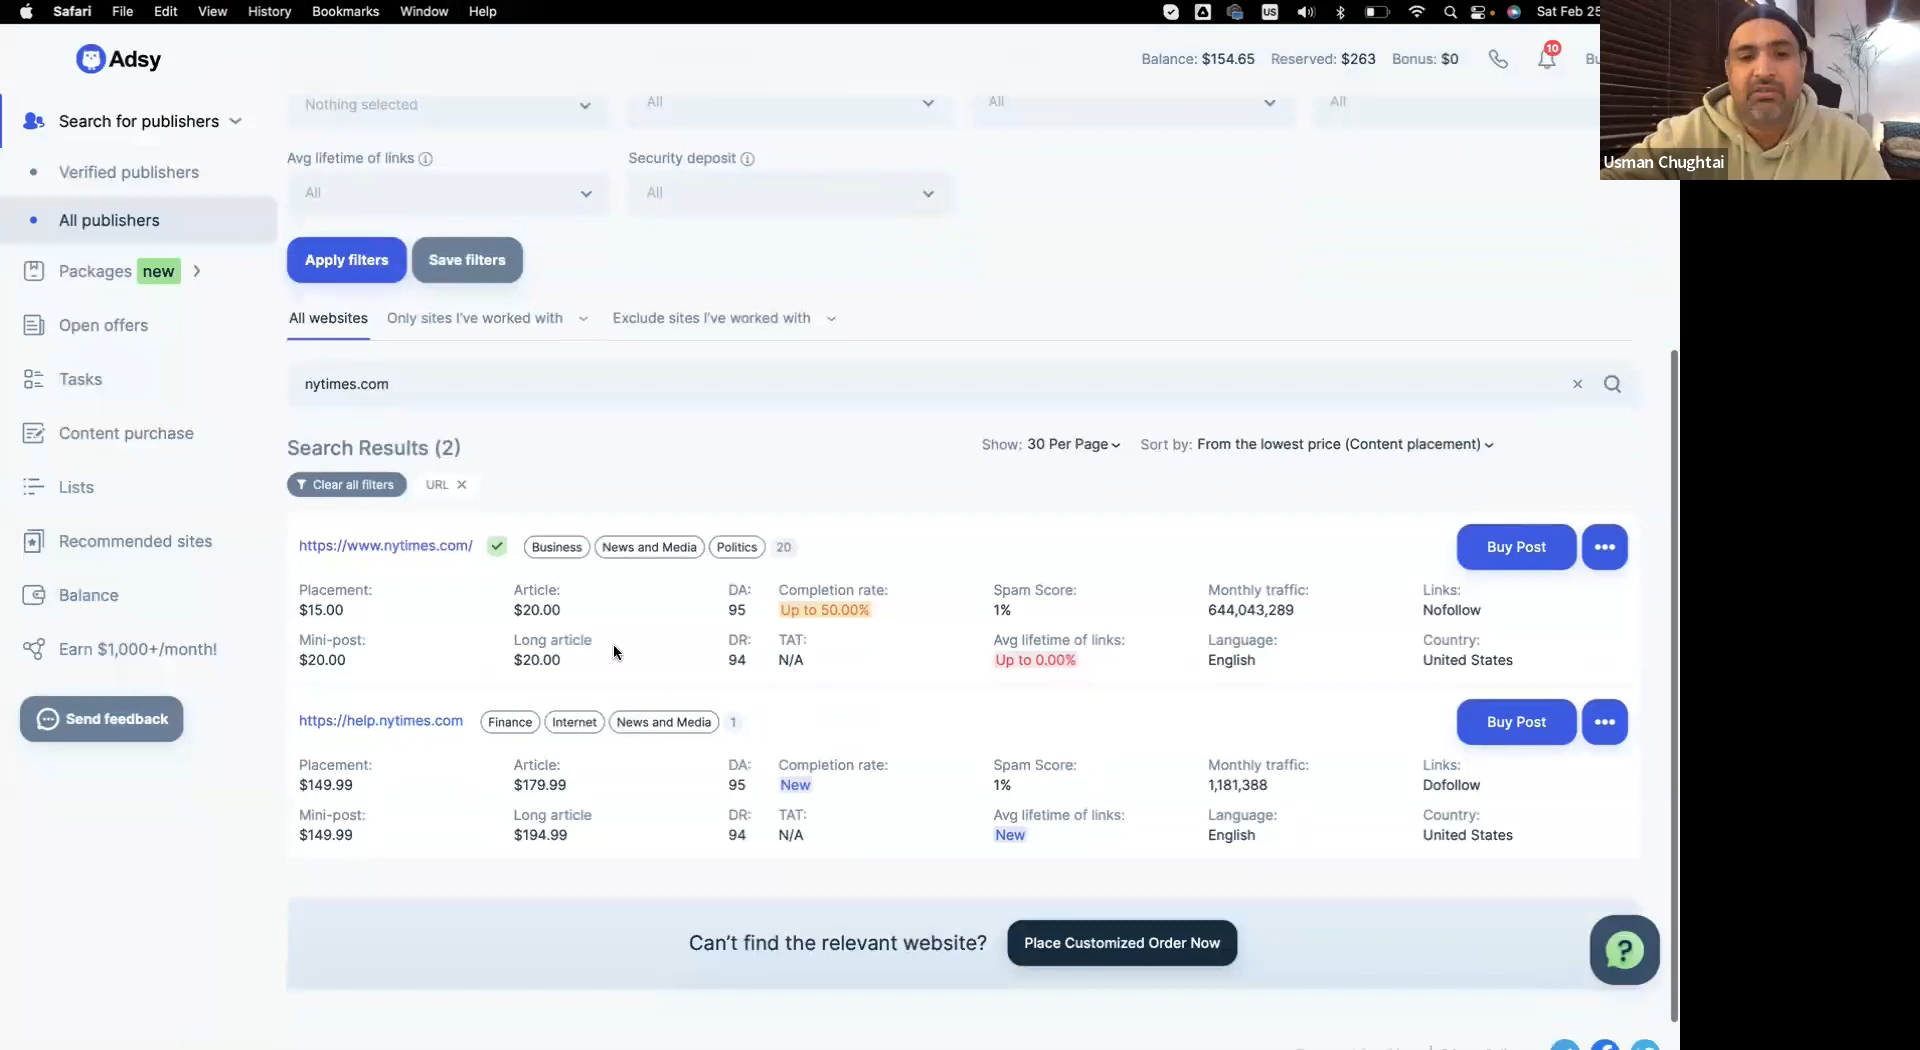 Safari File Edit View History Bookmarks Window Help US Sat Feb 25
Adsy
Balance: $154.65 Reserved: $263 Bonus: $0 10
Search for publishers
Verified publishers
All publishers
Packages new
Open offers
Tasks
Content purchase
Lists
Recommended sites
Balance
Earn $1,000+/month!
Send feedback
Nothing selected All All All
Avg lifetime of links Security deposit
All All
Apply filters Save filters
All websites Only sites I've worked with Exclude sites I've worked with
nytimes.com
Search Results (2) Show: 30 Per Page Sort by: From the lowest price (Content placement)
Clear all filters URL
https://www.nytimes.com/ Business News and Media Politics 20 Buy Post
Placement: Article: DA: Completion rate: Spam Score: Monthly traffic: Links:
$15.00 $20.00 95 Up to 50.00% 1% 644,043,289 Nofollow
Mini-post: Long article DR: TAT: Avg lifetime of links: Language: Country:
$20.00 $20.00 94 N/A Up to 0.00% English United States
https://help.nytimes.com Finance Internet News and Media 1 Buy Post
Placement: Article: DA: Completion rate: Spam Score: Monthly traffic: Links:
$149.99 $179.99 95 New 1% 1,181,388 Dofollow
Mini-post: Long article DR: TAT: Avg lifetime of links: Language: Country:
$149.99 $194.99 94 N/A New English United States
Can't find the relevant website? Place Customized Order Now
Usman Chughtai